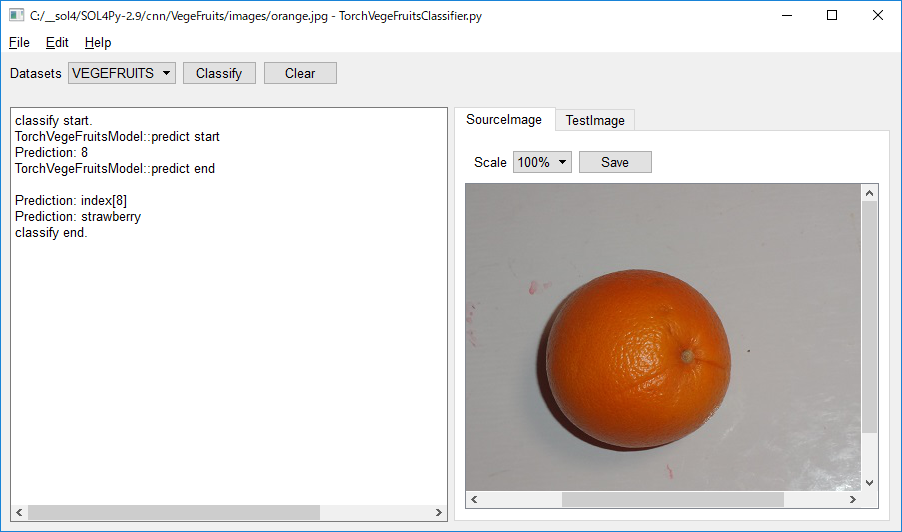 C:/__sol4/SOL4Py-2.9/cnn/VegeFruits/images/orange.jpg - TorchVegeFruitsClassifier.py
File Edit Help
Datasets VEGEFRUITS Classify Clear
classify start.
TorchVegeFruitsModel::predict start
Prediction: 8
TorchVegeFruitsModel::predict end
Prediction: index[8]
Prediction: strawberry
classify end.
SourceImage TestImage
Scale 100% Save